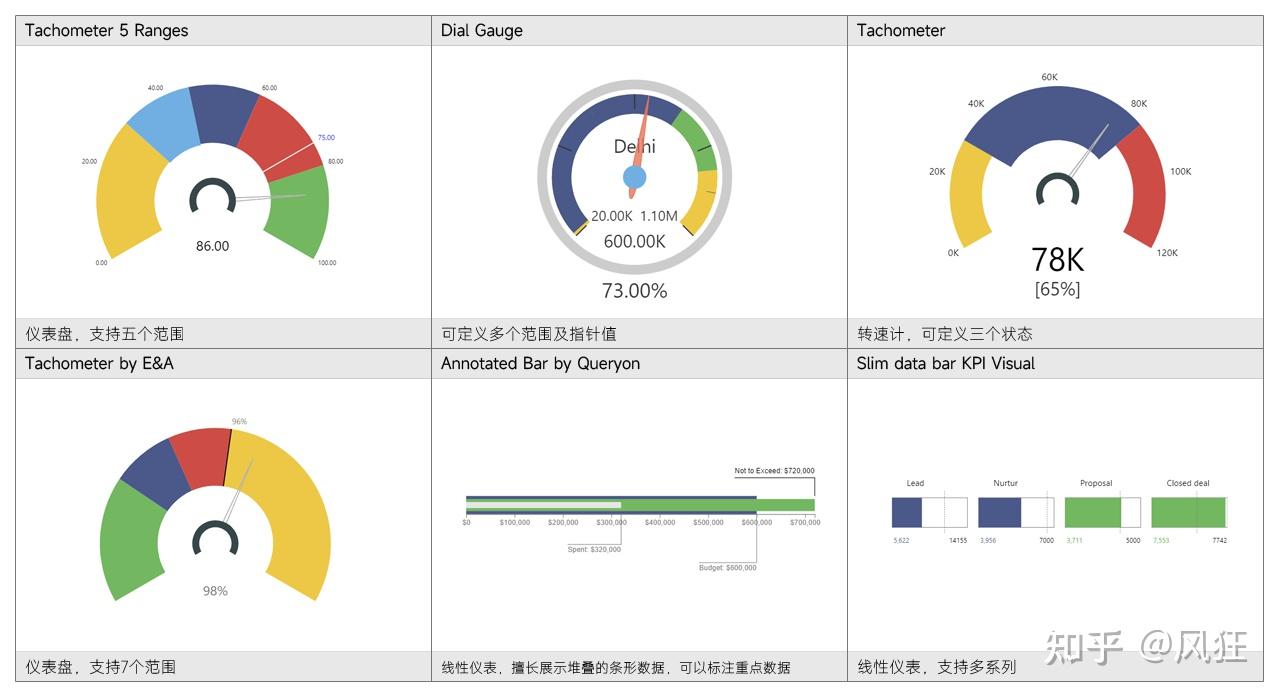 Tachometer 5 Ranges
Dial Gauge
Tachometer
40.00
60.00
75.00
20.00
80.00
86.00
0.00
100.00
Delhi
20.00K 1.10M
600.00K
73.00%
60K
40K
80K
20K
100K
0K
120K
78K
[65%]
仪表盘，支持五个范围
可定义多个范围及指针值
转速计，可定义三个状态
Tachometer by E&A
Annotated Bar by Queryon
Slim data bar KPI Visual
96%
98%
Not to Exceed: $720,000
$0 $100,000 $200,000 $300,000 $400,000 $500,000 $600,000 $700,000
Spent: $320,000
Budget: $600,000
Lead Nurtur Proposal Closed deal
5,622 14155 3,956 7000 3,711 5000 7,553 7742
仪表盘，支持7个范围
线性仪表，擅长展示堆叠的条形数据，可以标注重点数据
线性仪表，支持多系列
知乎 @风狂